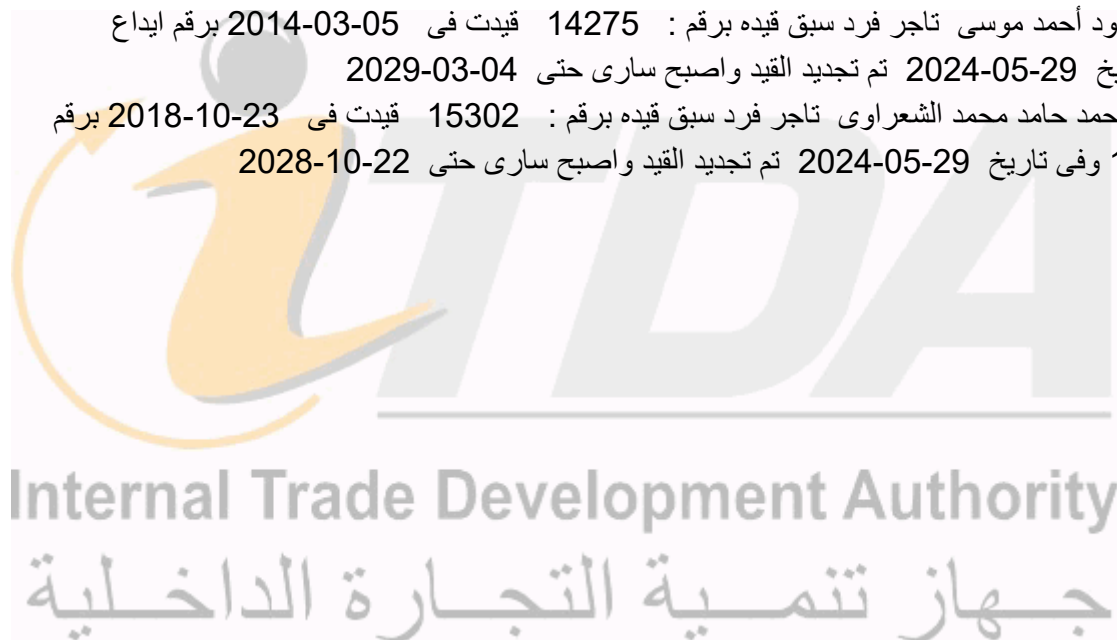 أحمد موسى تاجر فرد سبق قيده برقم : 14275 قيدت فى 05-03-2014 برقم ايداع
29-05-2024 تم تجديد القيد واصبح سارى حتى 04-03-2029
حامد محمد الشعراوى تاجر فرد سبق قيده برقم : 15302 قيدت فى 23-10-2018 برقم
وفى تاريخ 29-05-2024 تم تجديد القيد واصبح سارى حتى 22-10-2028
iTDA
Internal Trade Development Authority
جهاز تنمية التجارة الداخلية